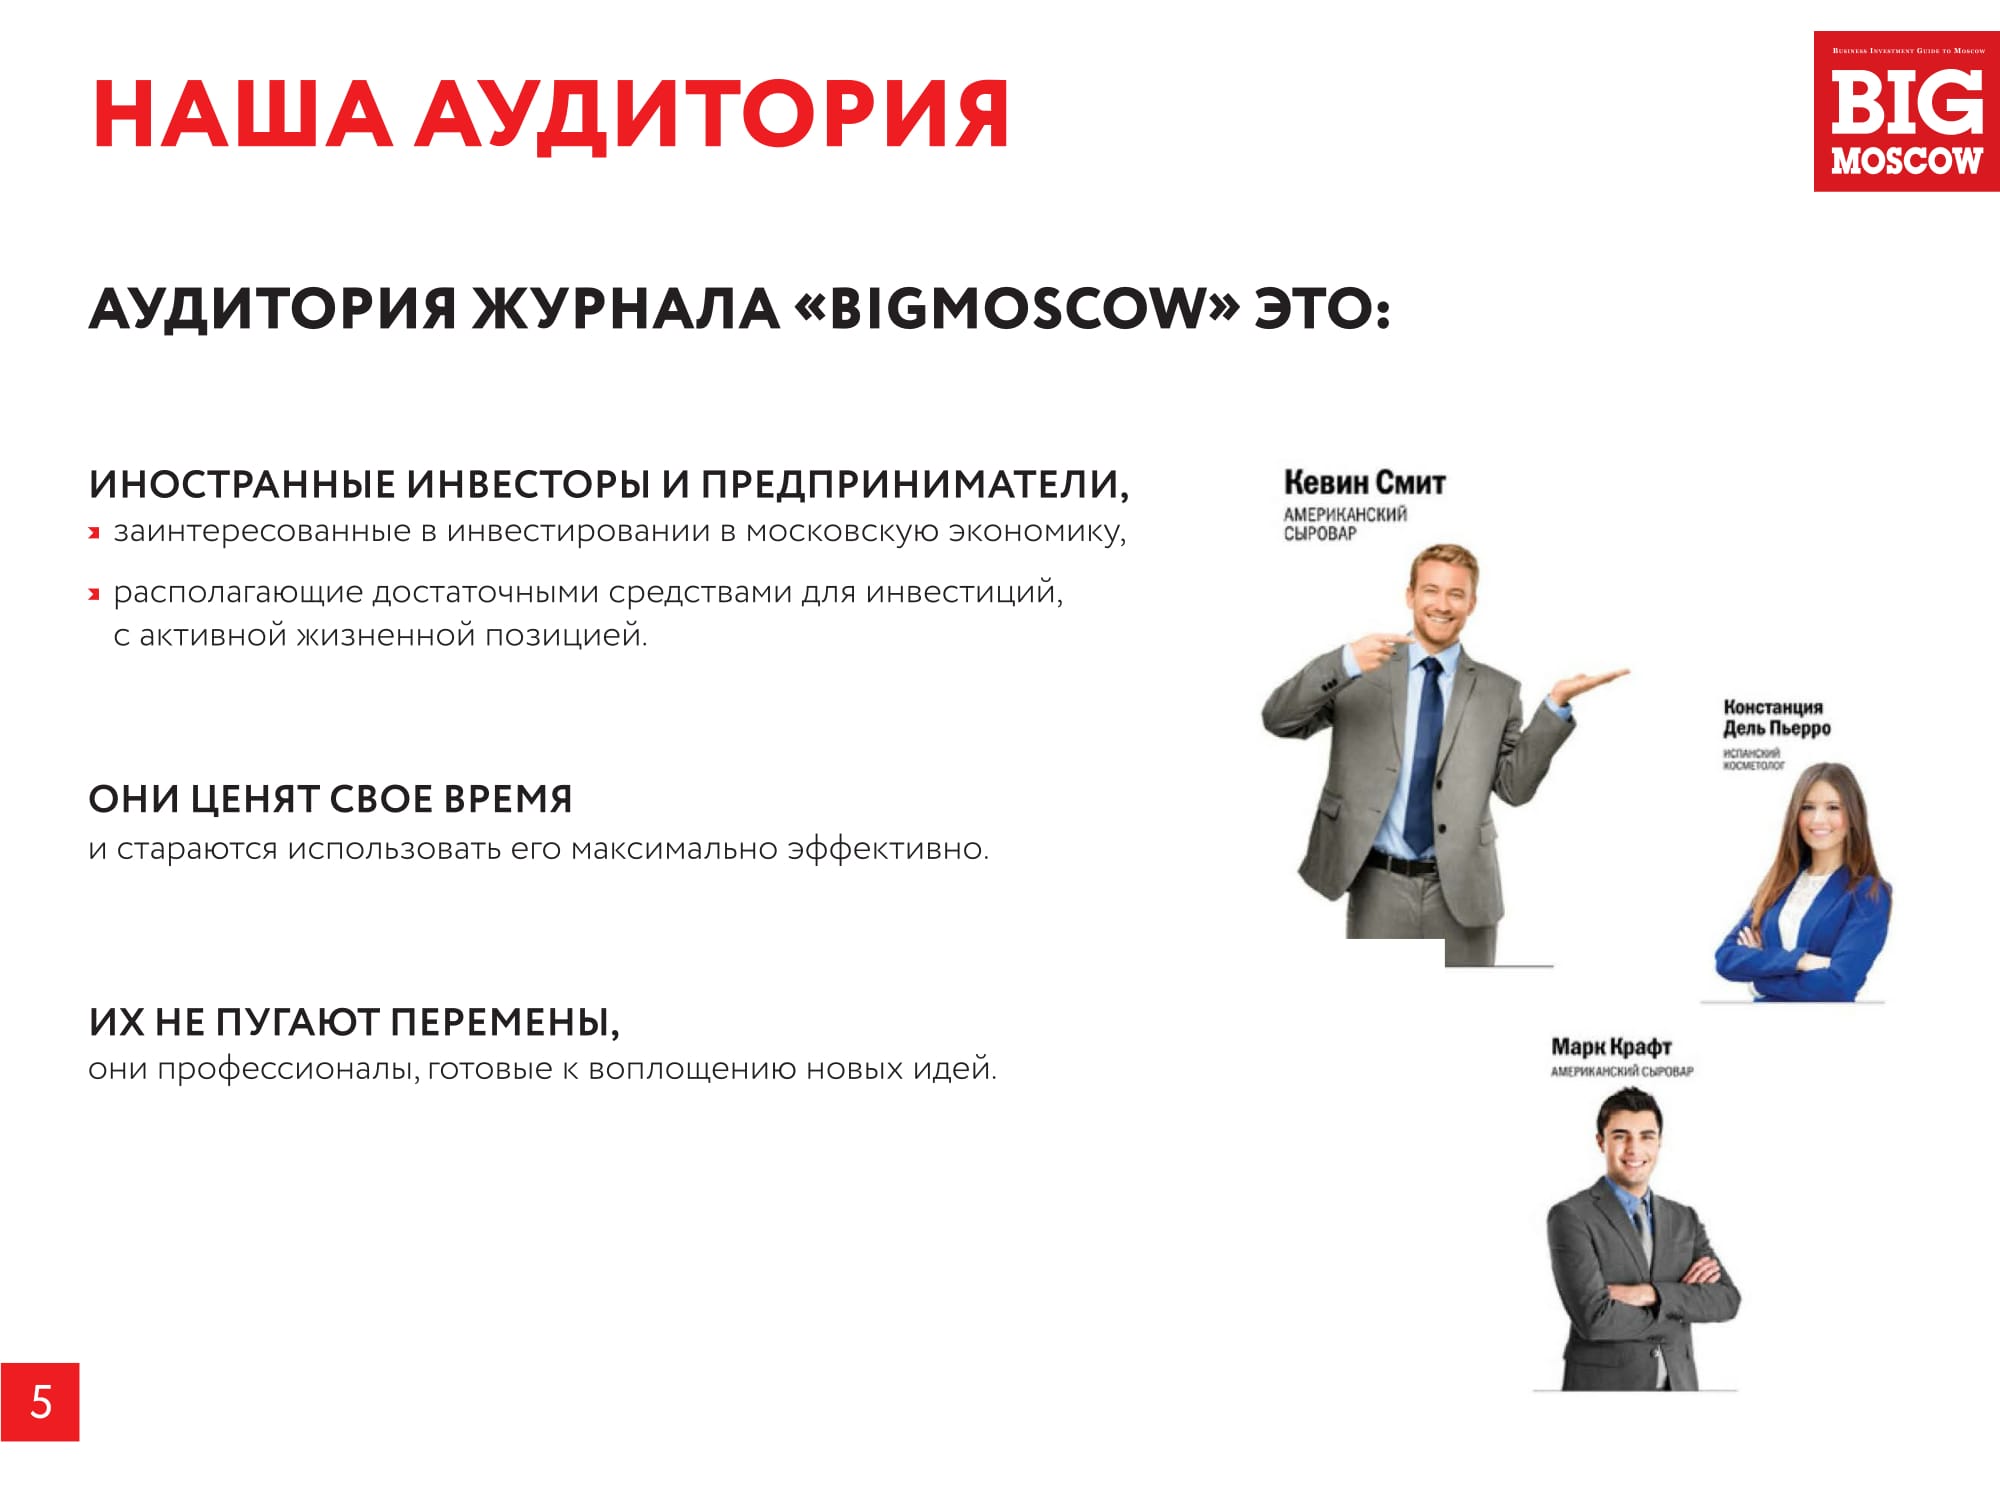 НАША АУДИТОРИЯ
BUSINESS INVESTMENT GUIDE TO MOSCOW
BIG
MOSCOW
АУДИТОРИЯ ЖУРНАЛА «BIGMOSCOW» ЭТО:
ИНОСТРАННЫЕ ИНВЕСТОРЫ И ПРЕДПРИНИМАТЕЛИ,
заинтересованные в инвестировании в московскую экономику,
располагающие достаточными средствами для инвестиций,
с активной жизненной позицией.
ОНИ ЦЕНЯТ СВОЕ ВРЕМЯ
и стараются использовать его максимально эффективно.
ИХ НЕ ПУГАЮТ ПЕРЕМЕНЫ,
они профессионалы, готовые к воплощению новых идей.
Кевин Смит
АМЕРИКАНСКИЙ
СЫРОВАР
Констанция
Дель Пьерро
ИСПАНСКИЙ
КОСМЕТОЛОГ
Марк Крафт
АМЕРИКАНСКИЙ СЫРОВАР
5